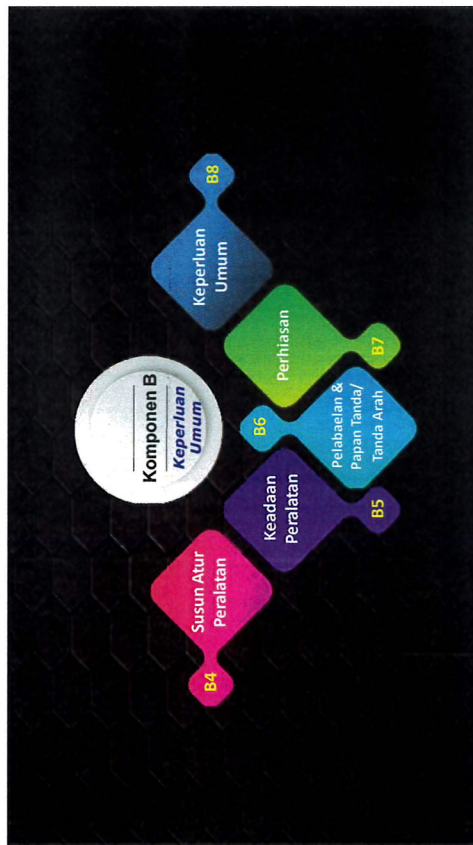 Komponen B
Keperluan
Umum
B4
Susun Atur
Peralatan
Keadaan
Peralatan
B5
B6
Pelabaelan &
Papan Tanda/
Tanda Arah
Perhiasan
B7
Keperluan
Umum
B8